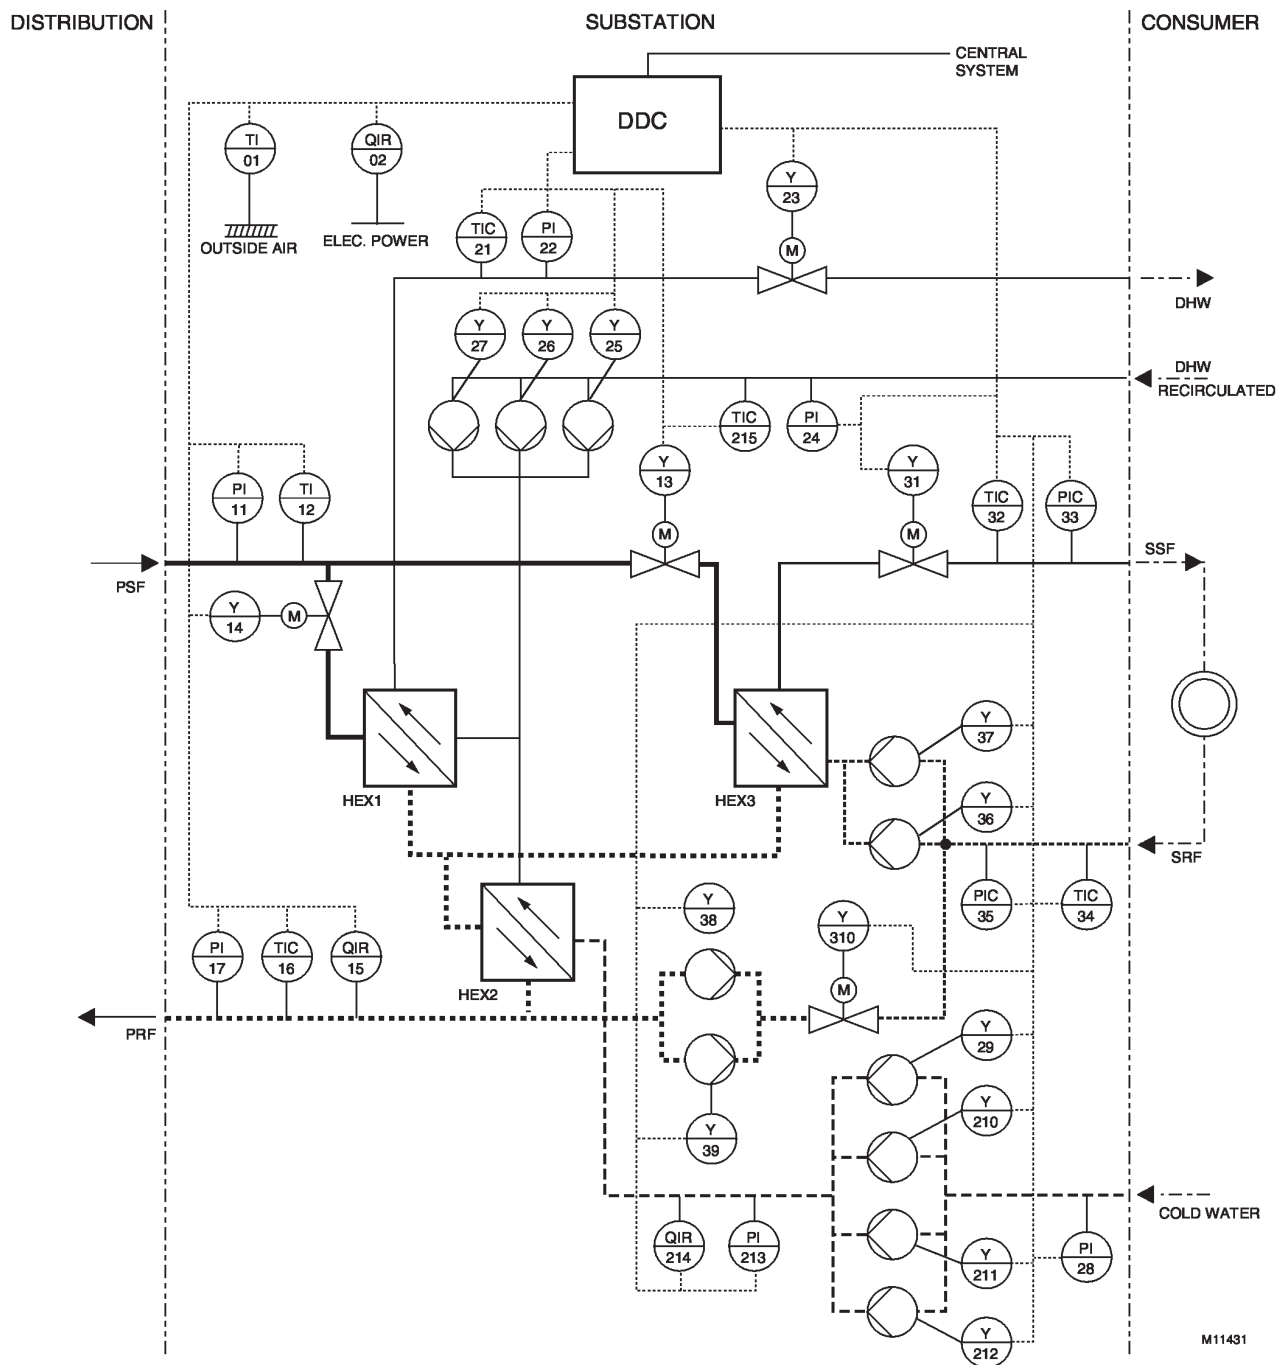 DISTRIBUTION
SUBSTATION
CONSUMER
CENTRAL
SYSTEM
DDC
TI
01
QIR
02
Y
23
OUTSIDE AIR
ELEC. POWER
TIC
21
PI
22
M
DHW
Y
27
Y
26
Y
25
DHW
RECIRCULATED
TIC
215
PI
24
Y
13
Y
31
PI
11
TI
12
TIC
32
PIC
33
M
M
SSF
PSF
Y
14
M
HEX1
HEX3
Y
37
Y
36
SRF
PIC
35
TIC
34
Y
38
Y
310
PI
17
TIC
16
QIR
15
HEX2
M
PRF
Y
29
Y
210
Y
39
COLD WATER
QIR
214
PI
213
Y
211
PI
28
Y
212
M11431